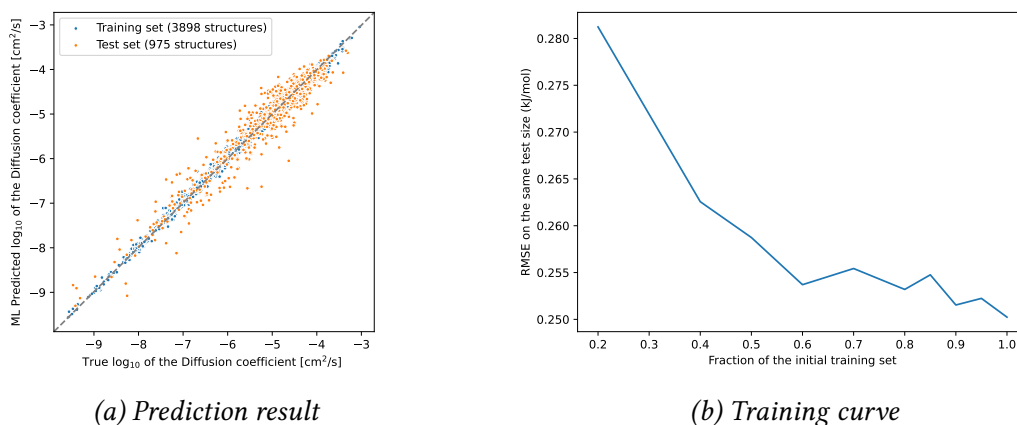 Training set (3898 structures)
Test set (975 structures)
ML Predicted log₁₀ of the Diffusion coefficient [cm²/s]
−3
−4
−5
−6
−7
−8
−9
−9 −8 −7 −6 −5 −4 −3
True log₁₀ of the Diffusion coefficient [cm²/s]
(a) Prediction result
RMSE on the same test size (kJ/mol)
0.280
0.275
0.270
0.265
0.260
0.255
0.250
0.2 0.3 0.4 0.5 0.6 0.7 0.8 0.9 1.0
Fraction of the initial training set
(b) Training curve